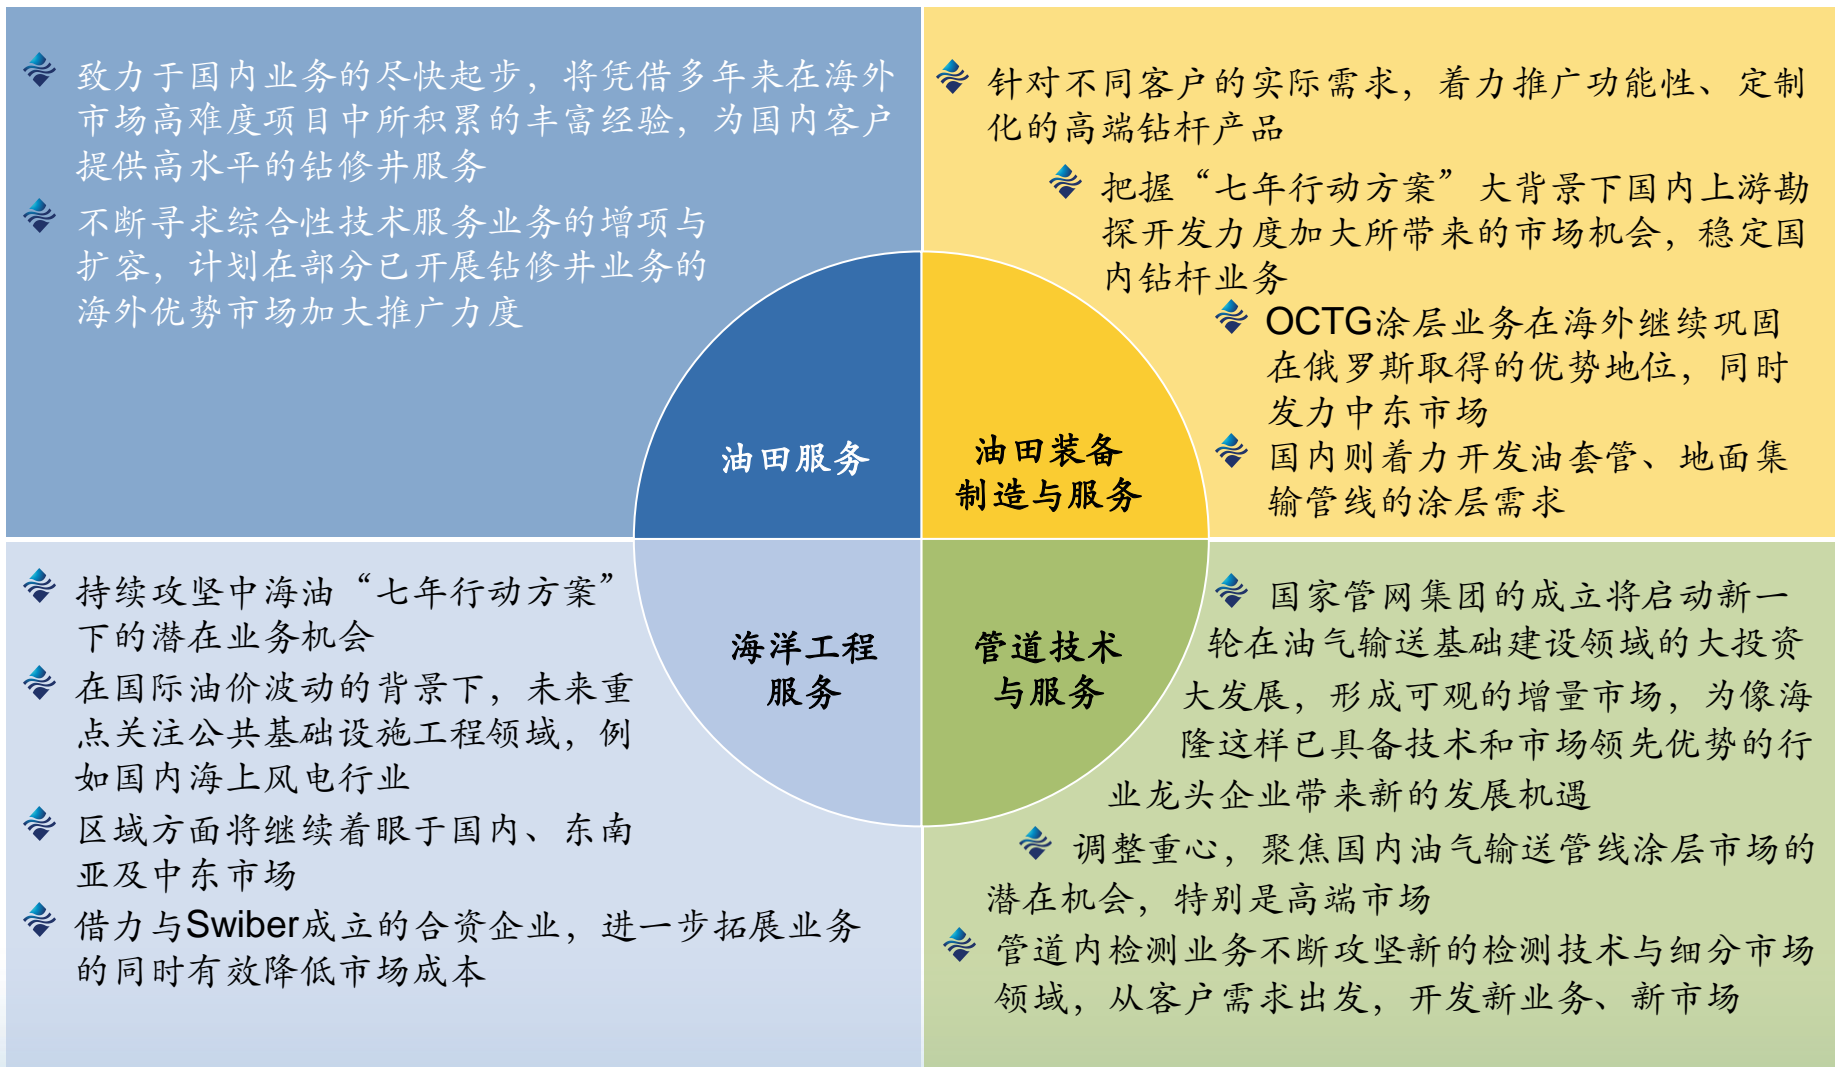 致力于国内业务的尽快起步，将凭借多年来在海外
市场高难度项目中所积累的丰富经验，为国内客户
提供高水平的钻修井服务
不断寻求综合性技术服务业务的增项与
扩容，计划在部分已开展钻修井业务的
海外优势市场加大推广力度
油田服务
针对不同客户的实际需求，着力推广功能性、定制
化的高端钻杆产品
把握“七年行动方案”大背景下国内上游勘
探开发力度加大所带来的市场机会，稳定国
内钻杆业务
OCTG涂层业务在海外继续巩固
在俄罗斯取得的优势地位，同时
发力中东市场
国内则着力开发油套管、地面集
输管线的涂层需求
油田装备
制造与服务
持续攻坚中海油“七年行动方案”
下的潜在业务机会
在国际油价波动的背景下，未来重
点关注公共基础设施工程领域，例
如国内海上风电行业
区域方面将继续着眼于国内、东南
亚及中东市场
借力与Swiber成立的合资企业，进一步拓展业务
的同时有效降低市场成本
海洋工程
服务
管道技术
与服务
国家管网集团的成立将启动新一
轮在油气输送基础建设领域的大投资
大发展，形成可观的增量市场，为像海
隆这样已具备技术和市场领先优势的行
业龙头企业带来新的发展机遇
调整重心，聚焦国内油气输送管线涂层市场的
潜在机会，特别是高端市场
管道内检测业务不断攻坚新的检测技术与细分市场
领域，从客户需求出发，开发新业务、新市场